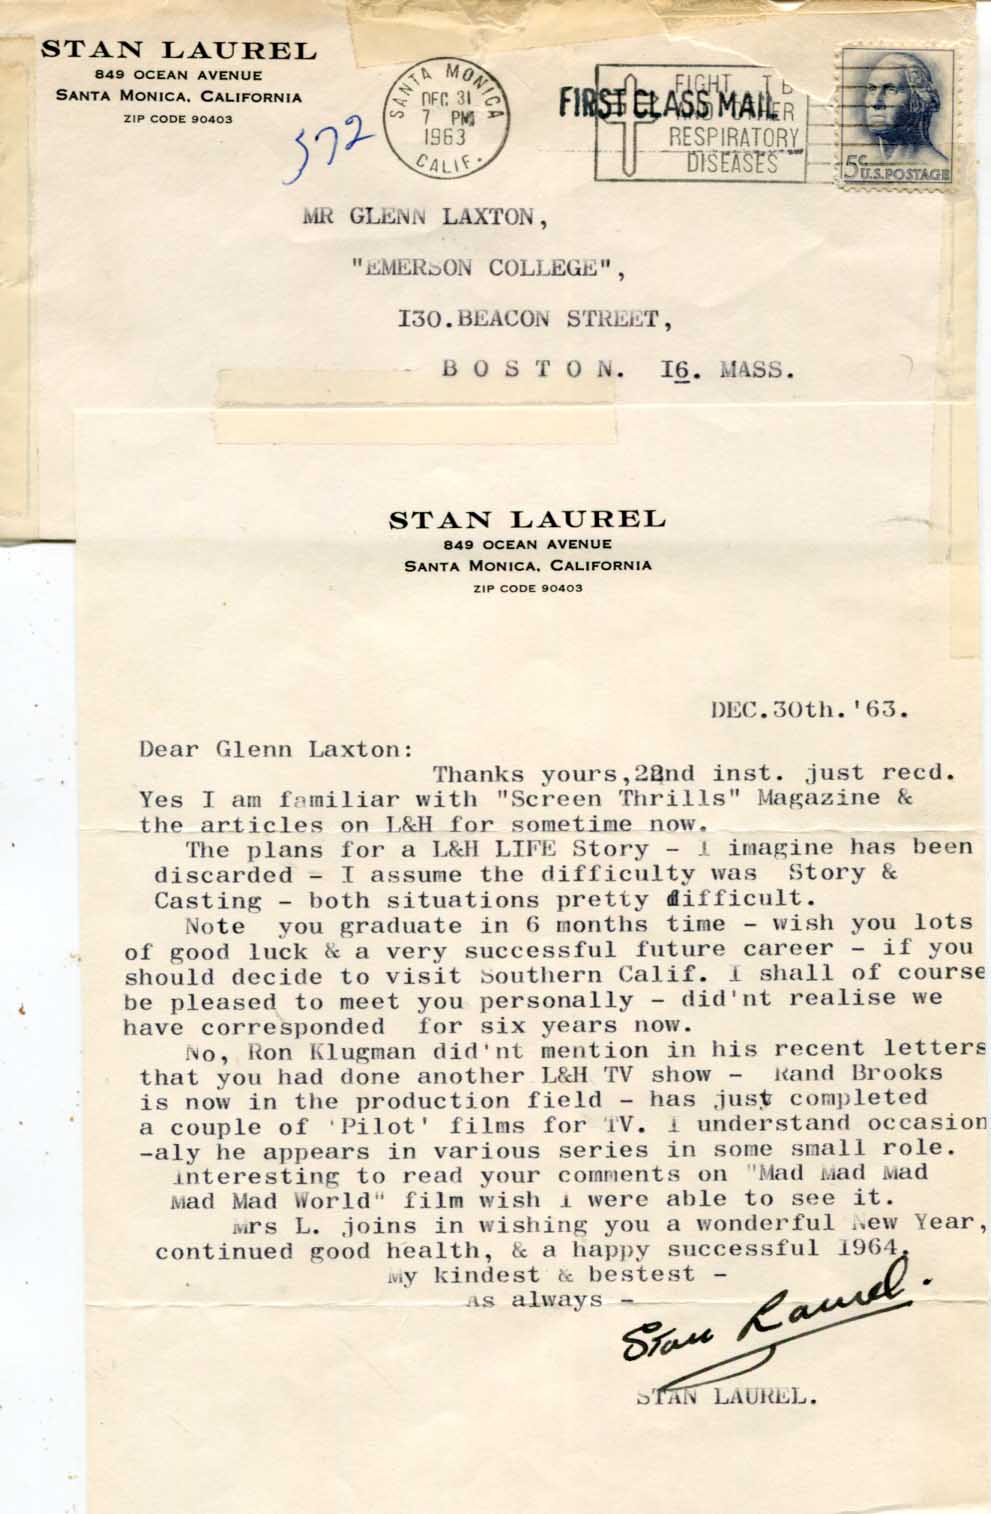 STAN LAUREL
849 OCEAN AVENUE
SANTA MONICA, CALIFORNIA
ZIP CODE 90403
572
SANTA MONICA
DEC 31
7 PM
1963
CALIF.
FIRST CLASS MAIL
FIGHT TB
AND OTHER
RESPIRATORY
DISEASES
5c
U.S. POSTAGE
MR GLENN LAXTON,
"EMERSON COLLEGE",
I30.BEACON STREET,
B O S T O N. I6. MASS.
STAN LAUREL
849 OCEAN AVENUE
SANTA MONICA, CALIFORNIA
ZIP CODE 90403
DEC.30th.'63.
Dear Glenn Laxton:
Thanks yours,22nd inst. just recd.
Yes I am familiar with "Screen Thrills" Magazine &
the articles on L&H for sometime now.
The plans for a L&H LIFE Story - I imagine has been
discarded - I assume the difficulty was Story &
Casting - both situations pretty difficult.
Note you graduate in 6 months time - wish you lots
of good luck & a very successful future career - if you
should decide to visit Southern Calif. I shall of course
be pleased to meet you personally - did'nt realise we
have corresponded for six years now.
No, Ron Klugman did'nt mention in his recent letters
that you had done another L&H TV show - Rand Brooks
is now in the production field - has just completed
a couple of 'Pilot' films for TV. I understand occasion
-aly he appears in various series in some small role.
Interesting to read your comments on "Mad Mad Mad
Mad Mad World" film wish I were able to see it.
Mrs L. joins in wishing you a wonderful New Year,
continued good health, & a happy successful 1964.
My kindest & bestest -
As always -
Stan Laurel.
STAN LAUREL.